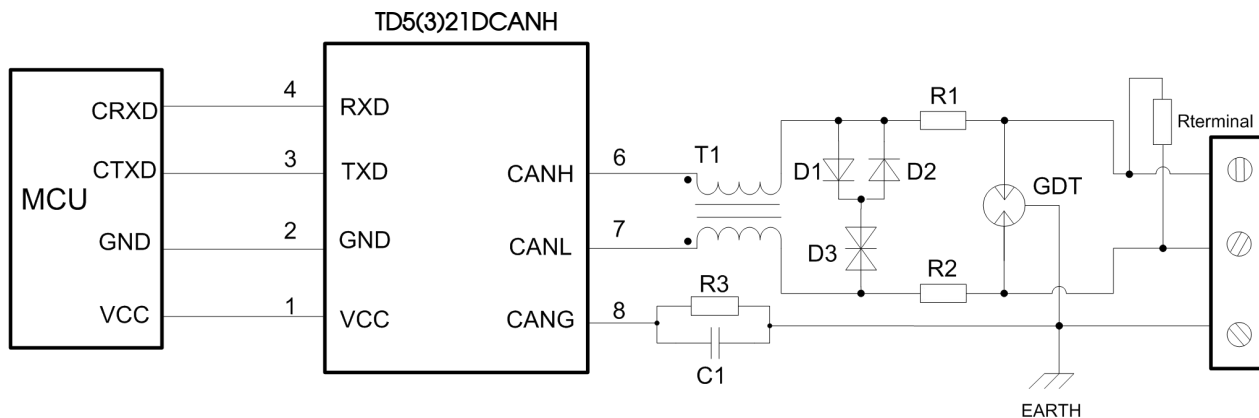 TD5(3)21DCANH
MCU
CRXD
4
RXD
CTXD
3
TXD
GND
2
GND
VCC
1
VCC
CANH
6
CANL
7
CANG
8
T1
D1
D2
D3
R1
R2
R3
C1
GDT
Rterminal
EARTH